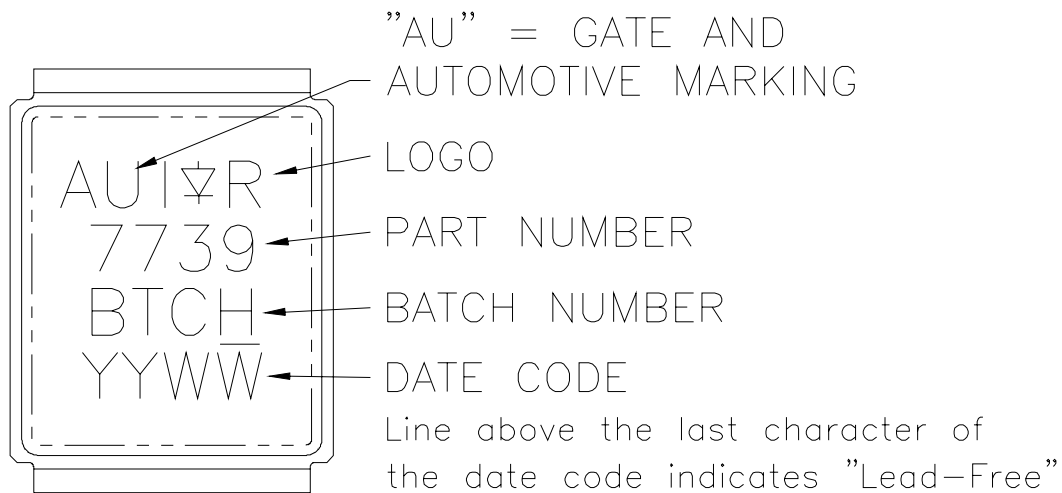 "AU" = GATE AND
AUTOMOTIVE MARKING
AUIR
LOGO
7739
PART NUMBER
BTCH
BATCH NUMBER
YYWW
DATE CODE
Line above the last character of
the date code indicates "Lead-Free"